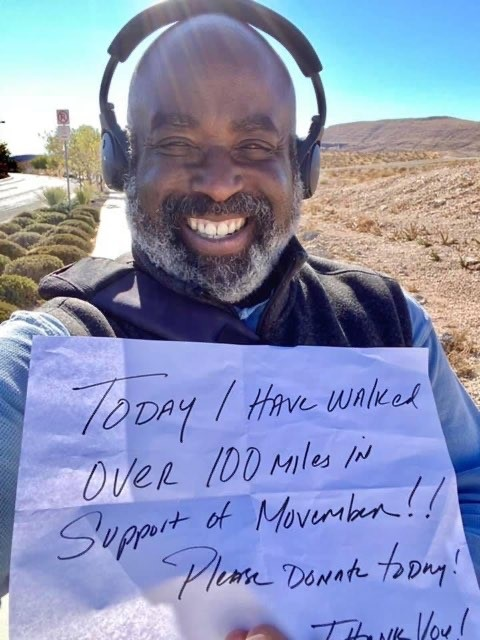 TODAY I HAVE WALKED
OVER 100 MILES IN
SUPPORT OF MOVEMBER!!
PLEASE DONATE TODAY!
THANK YOU!